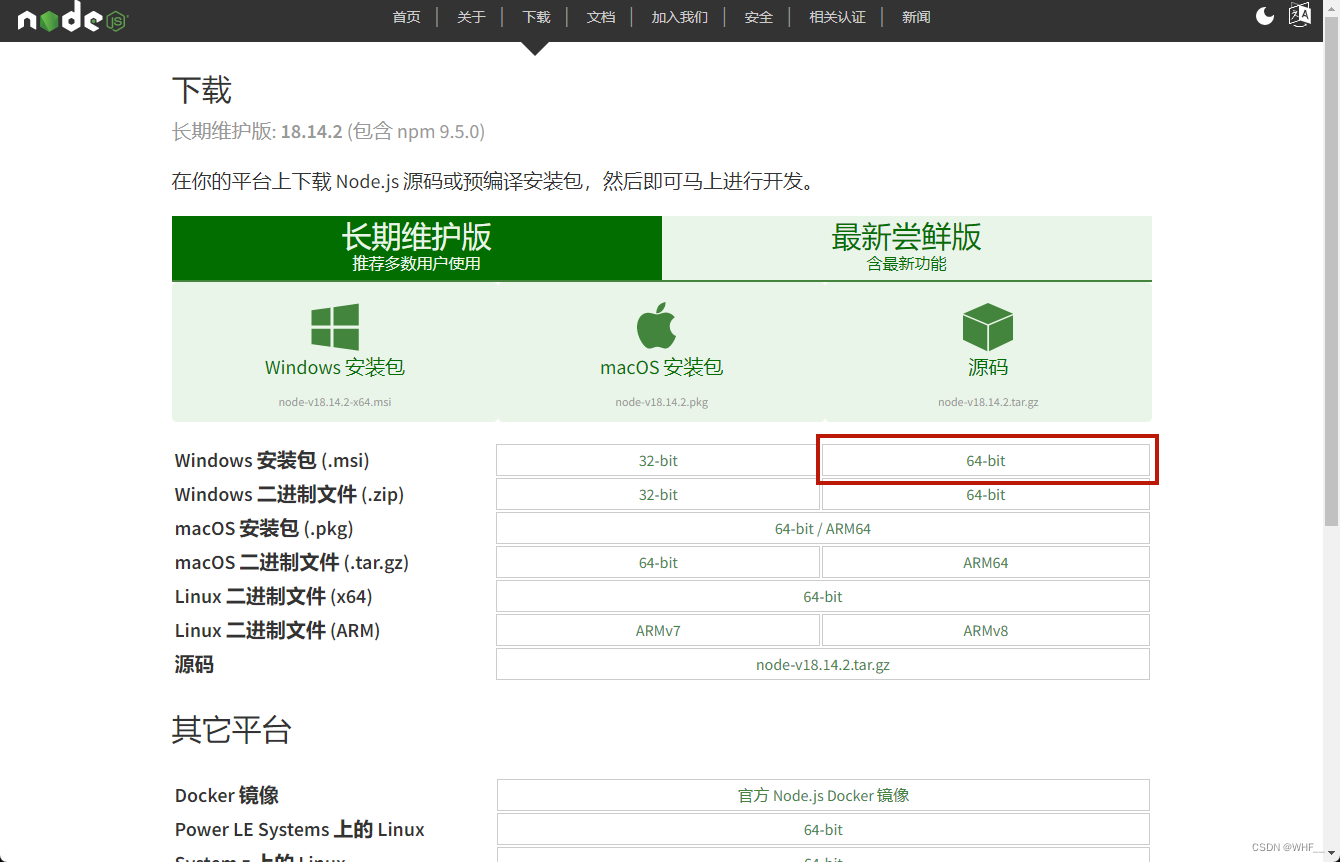 node JS
首页 | 关于 | 下载 | 文档 | 加入我们 | 安全 | 相关认证 | 新闻
下载
长期维护版: 18.14.2 (包含 npm 9.5.0)
在你的平台上下载 Node.js 源码或预编译安装包，然后即可马上进行开发。
长期维护版
推荐多数用户使用
最新尝鲜版
含最新功能
Windows 安装包
node-v18.14.2-x64.msi
macOS 安装包
node-v18.14.2.pkg
源码
node-v18.14.2.tar.gz
Windows 安装包 (.msi) 32-bit 64-bit
Windows 二进制文件 (.zip) 32-bit 64-bit
macOS 安装包 (.pkg) 64-bit / ARM64
macOS 二进制文件 (.tar.gz) 64-bit ARM64
Linux 二进制文件 (x64) 64-bit
Linux 二进制文件 (ARM) ARMv7 ARMv8
源码 node-v18.14.2.tar.gz
其它平台
Docker 镜像 官方 Node.js Docker 镜像
Power LE Systems 上的 Linux 64-bit
System z 上的 Linux 64-bit
CSDN @WHF__